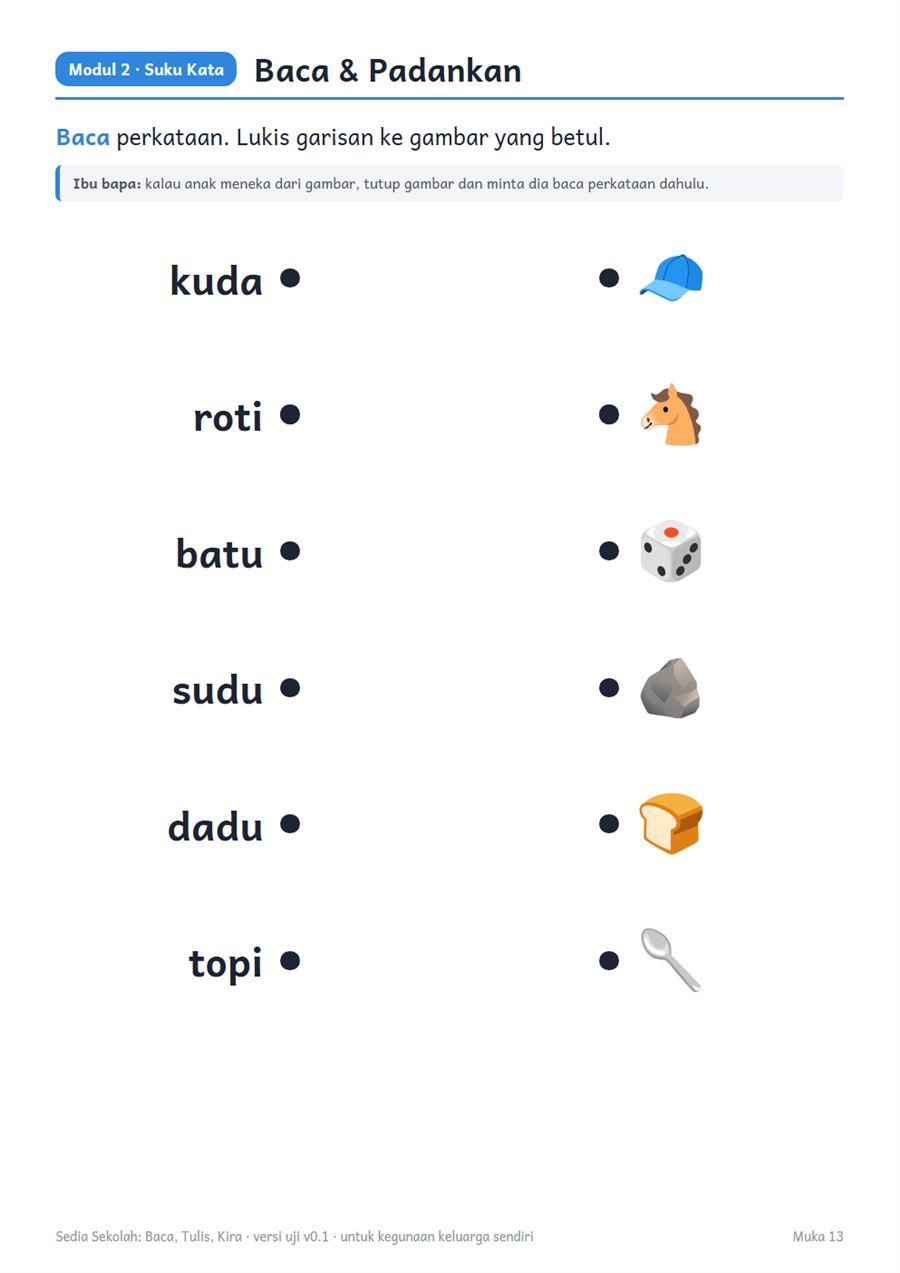 Modul 2 · Suku Kata
Baca & Padankan
Baca perkataan. Lukis garisan ke gambar yang betul.
Ibu bapa: kalau anak meneka dari gambar, tutup gambar dan minta dia baca perkataan dahulu.
kuda
roti
batu
sudu
dadu
topi
Sedia Sekolah: Baca, Tulis, Kira · versi uji v0.1 · untuk kegunaan keluarga sendiri
Muka 13